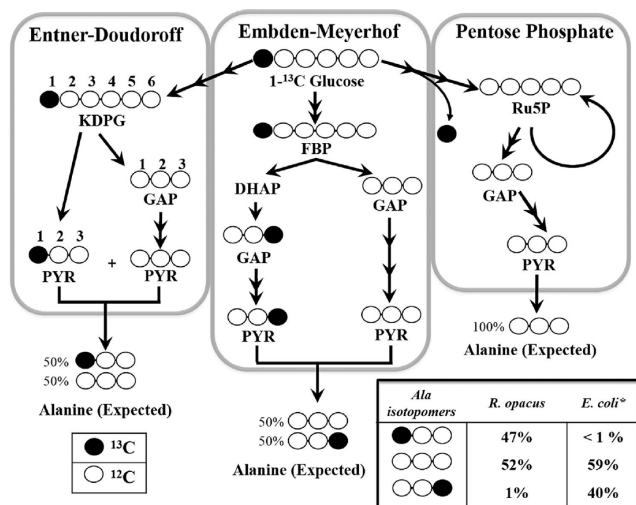 Entner-Doudoroff
1 2 3 4 5 6
KDPG
1 2 3
GAP
1 2 3
PYR
+
PYR
50%
50%
Alanine (Expected)
13C
12C
Embden-Meyerhof
1-13C Glucose
FBP
DHAP
GAP
GAP
PYR
PYR
50%
50%
Alanine (Expected)
Pentose Phosphate
Ru5P
GAP
PYR
100%
Alanine (Expected)
Ala isotopomers R. opacus E. coli*
47% < 1 %
52% 59%
1% 40%